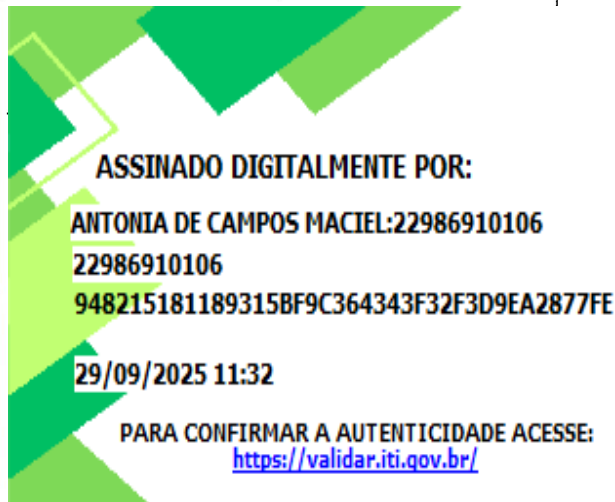 ASSINADO DIGITALMENTE POR:
ANTONIA DE CAMPOS MACIEL:22986910106
22986910106
948215181189315BF9C364343F32F3D9EA2877FE
29/09/2025 11:32
PARA CONFIRMAR A AUTENTICIDADE ACESSE:
https://validar.iti.gov.br/